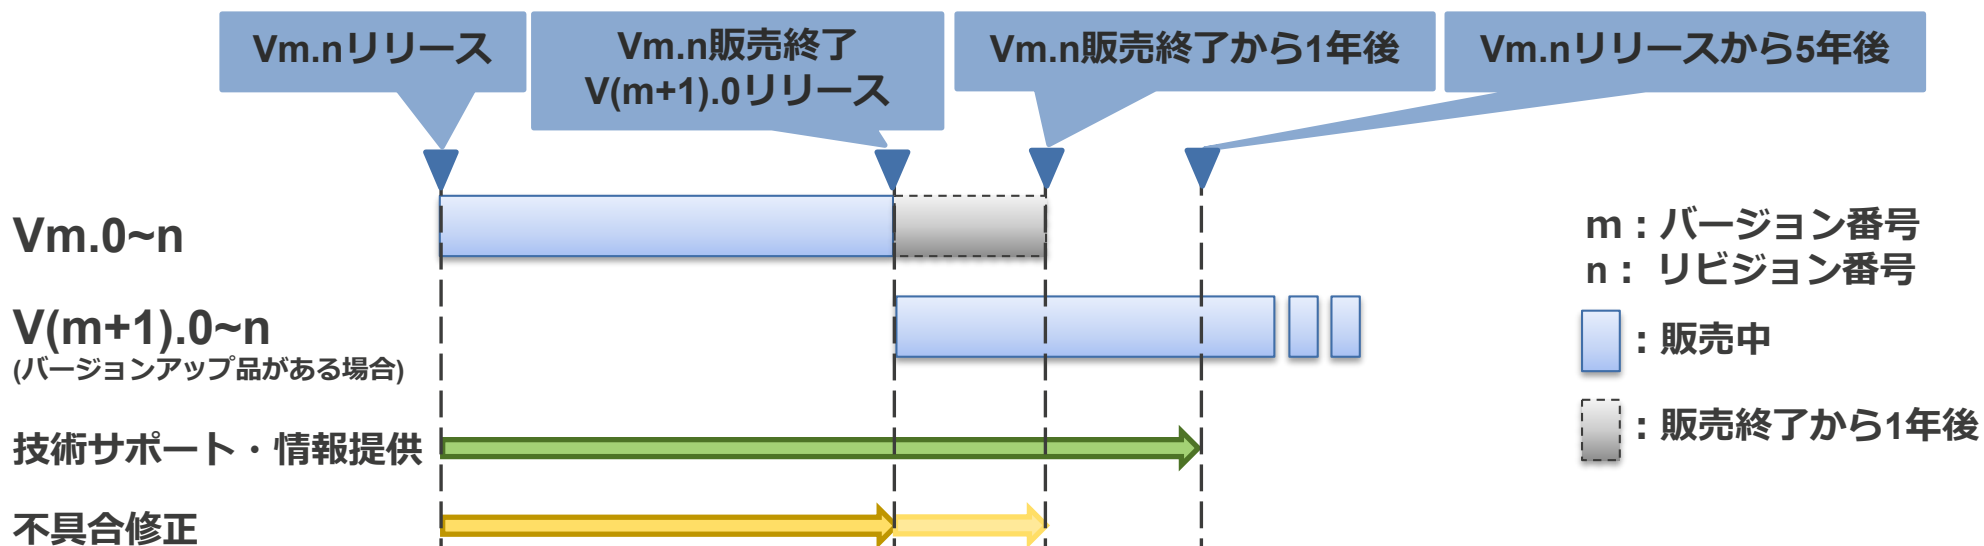 Vm.nリリース
Vm.n販売終了
V(m+1).0リリース
Vm.n販売終了から1年後
Vm.nリリースから5年後
Vm.0~n
V(m+1).0~n
(バージョンアップ品がある場合)
技術サポート・情報提供
不具合修正
m：バージョン番号
n： リビジョン番号
：販売中
：販売終了から1年後